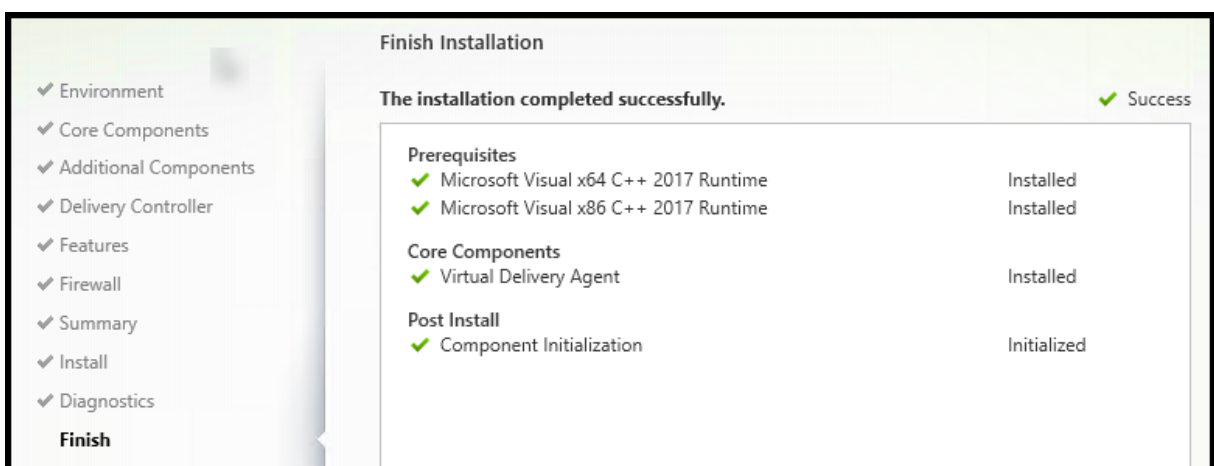 Finish Installation
Environment
Core Components
Additional Components
Delivery Controller
Features
Firewall
Summary
Install
Diagnostics
Finish
The installation completed successfully. Success
Prerequisites
Microsoft Visual x64 C++ 2017 Runtime Installed
Microsoft Visual x86 C++ 2017 Runtime Installed
Core Components
Virtual Delivery Agent Installed
Post Install
Component Initialization Initialized